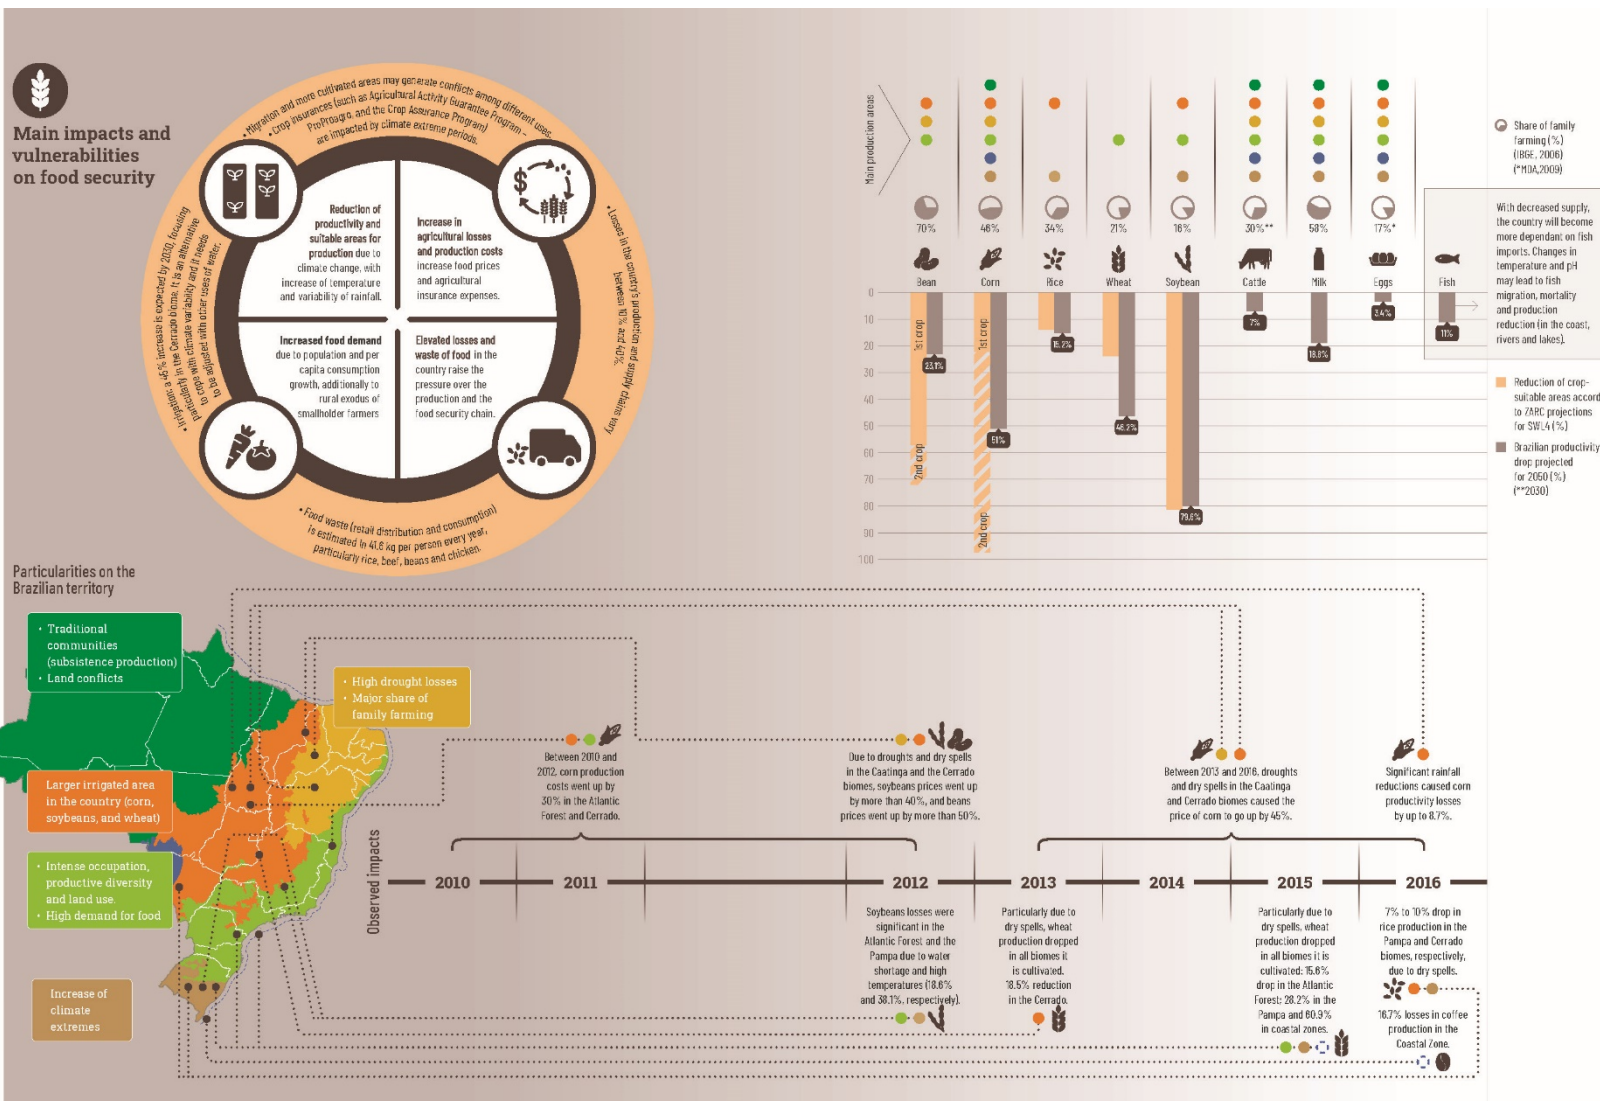 Main impacts and
vulnerabilities
on food security
• Migration and more cultivated areas may generate conflicts among different uses.
• Crop insurances (such as Agricultural Activity Guarantee Program –
ProProagro, and the Crop Assurance Program)
are impacted by climate extreme periods.
• Losses in the country's production and supply chains vary
between 10% and 40%.
• Irrigation: a 45% increase is expected by 2030, focusing
particularly in the Cerrado biome. It is an alternative
to cope with climate variability and it needs
to be adjusted with other uses of water.
• Food waste (retail distribution and consumption)
is estimated in 41.6 kg per person every year,
particularly rice, beef, beans and chicken.
Reduction of
productivity and
suitable areas for
production due to
climate change, with
increase of temperature
and variability of rainfall.
Increase in
agricultural losses
and production costs
increase food prices
and agricultural
insurance expenses.
Increased food demand
due to population and per
capita consumption
growth, additionally to
rural exodus of
smallholder farmers
Elevated losses and
waste of food in the
country raise the
pressure over the
production and the
food security chain.
Main production areas
70%
46%
34%
21%
16%
30%**
58%
17%*
Bean
Corn
Rice
Wheat
Soybean
Cattle
Milk
Eggs
Fish
0
10
20
30
40
50
60
70
80
90
100
1st crop
2nd crop
1st crop
2nd crop
23,1%
51%
15,2%
46,2%
79,6%
7%
18,8%
3,4%
11%
Share of family
farming (%)
(IBGE, 2006)
(*MDA,2009)
With decreased supply,
the country will become
more dependant on fish
imports. Changes in
temperature and pH
may lead to fish
migration, mortality
and production
reduction (in the coast,
rivers and lakes).
Reduction of crop-
suitable areas accord
to ZARC projections
for SWL4 (%)
Brazilian productivity
drop projected
for 2050 (%)
(**2030)
Particularities on the
Brazilian territory
• Traditional
communities
(subsistence production)
• Land conflicts
• High drought losses
• Major share of
family farming
Larger irrigated area
in the country (corn,
soybeans, and wheat)
• Intense occupation,
productive diversity
and land use.
• High demand for food
Increase of
climate
extremes
Observed impacts
Between 2010 and
2012, corn production
costs went up by
30% in the Atlantic
Forest and Cerrado.
Due to droughts and dry spells
in the Caatinga and the Cerrado
biomes, soybeans prices went up
by more than 40%, and beans
prices went up by more than 50%.
Between 2013 and 2016, droughts
and dry spells in the Caatinga
and Cerrado biomes caused the
price of corn to go up by 45%.
Significant rainfall
reductions caused corn
productivity losses
by up to 8.7%.
2010
2011
2012
2013
2014
2015
2016
Soybeans losses were
significant in the
Atlantic Forest and the
Pampa due to water
shortage and high
temperatures (18.6%
and 38.1%, respectively).
Particularly due to
dry spells, wheat
production dropped
in all biomes it
is cultivated.
18.5% reduction
in the Cerrado.
Particularly due to
dry spells, wheat
production dropped
in all biomes it is
cultivated: 15.6%
drop in the Atlantic
Forest: 28.2% in the
Pampa and 60.9%
in coastal zones.
7% to 10% drop in
rice production in the
Pampa and Cerrado
biomes, respectively,
due to dry spells.
16.7% losses in coffee
production in the
Coastal Zone.